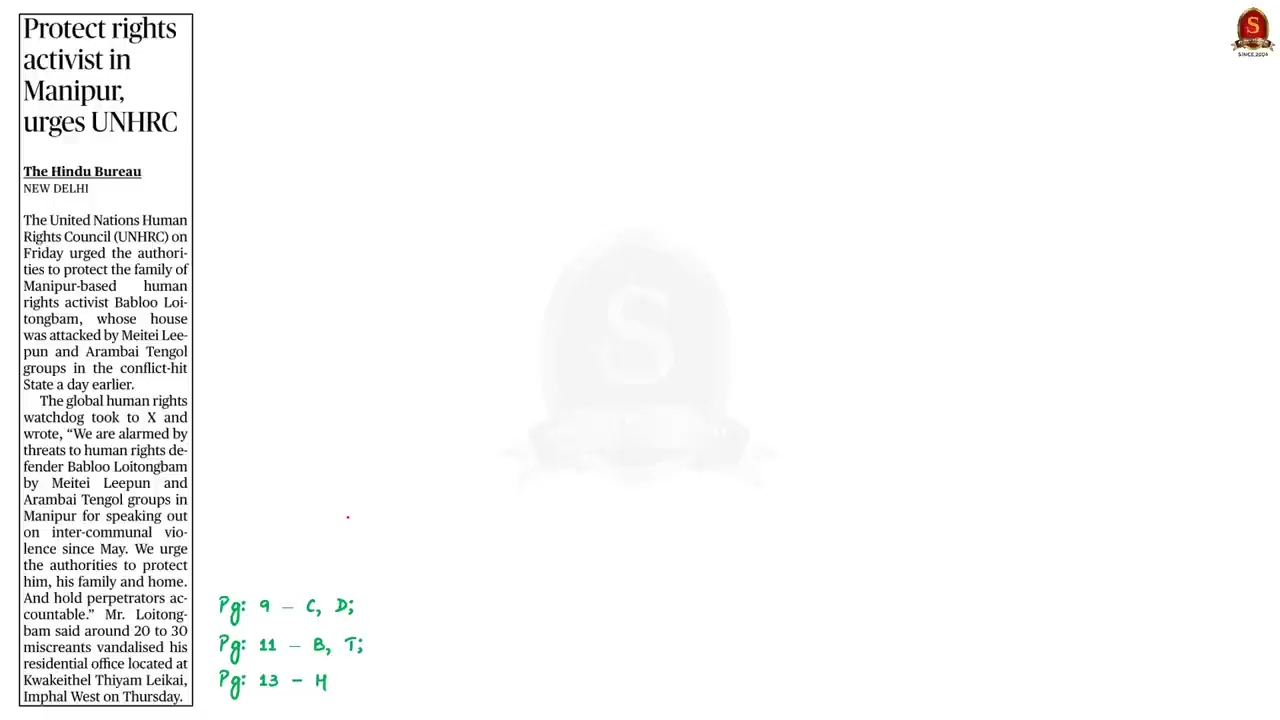 Protect rights
activist in
Manipur,
urges UNHRC
The Hindu Bureau
NEW DELHI
The United Nations Human
Rights Council (UNHRC) on
Friday urged the authori-
ties to protect the family of
Manipur-based human
rights activist Babloo Loi-
tongbam, whose house
was attacked by Meitei Lee-
pun and Arambai Tengol
groups in the conflict-hit
State a day earlier.
The global human rights
watchdog took to X and
wrote, “We are alarmed by
threats to human rights de-
fender Babloo Loitongbam
by Meitei Leepun and
Arambai Tengol groups in
Manipur for speaking out
on inter-communal vio-
lence since May. We urge
the authorities to protect
him, his family and home.
And hold perpetrators ac-
countable.” Mr. Loitong-
bam said around 20 to 30
miscreants vandalised his
residential office located at
Kwakeithel Thiyam Leikai,
Imphal West on Thursday.
Pg: 9 – C, D;
Pg: 11 – B, T;
Pg: 13 – H
S
SINCE 2004
S